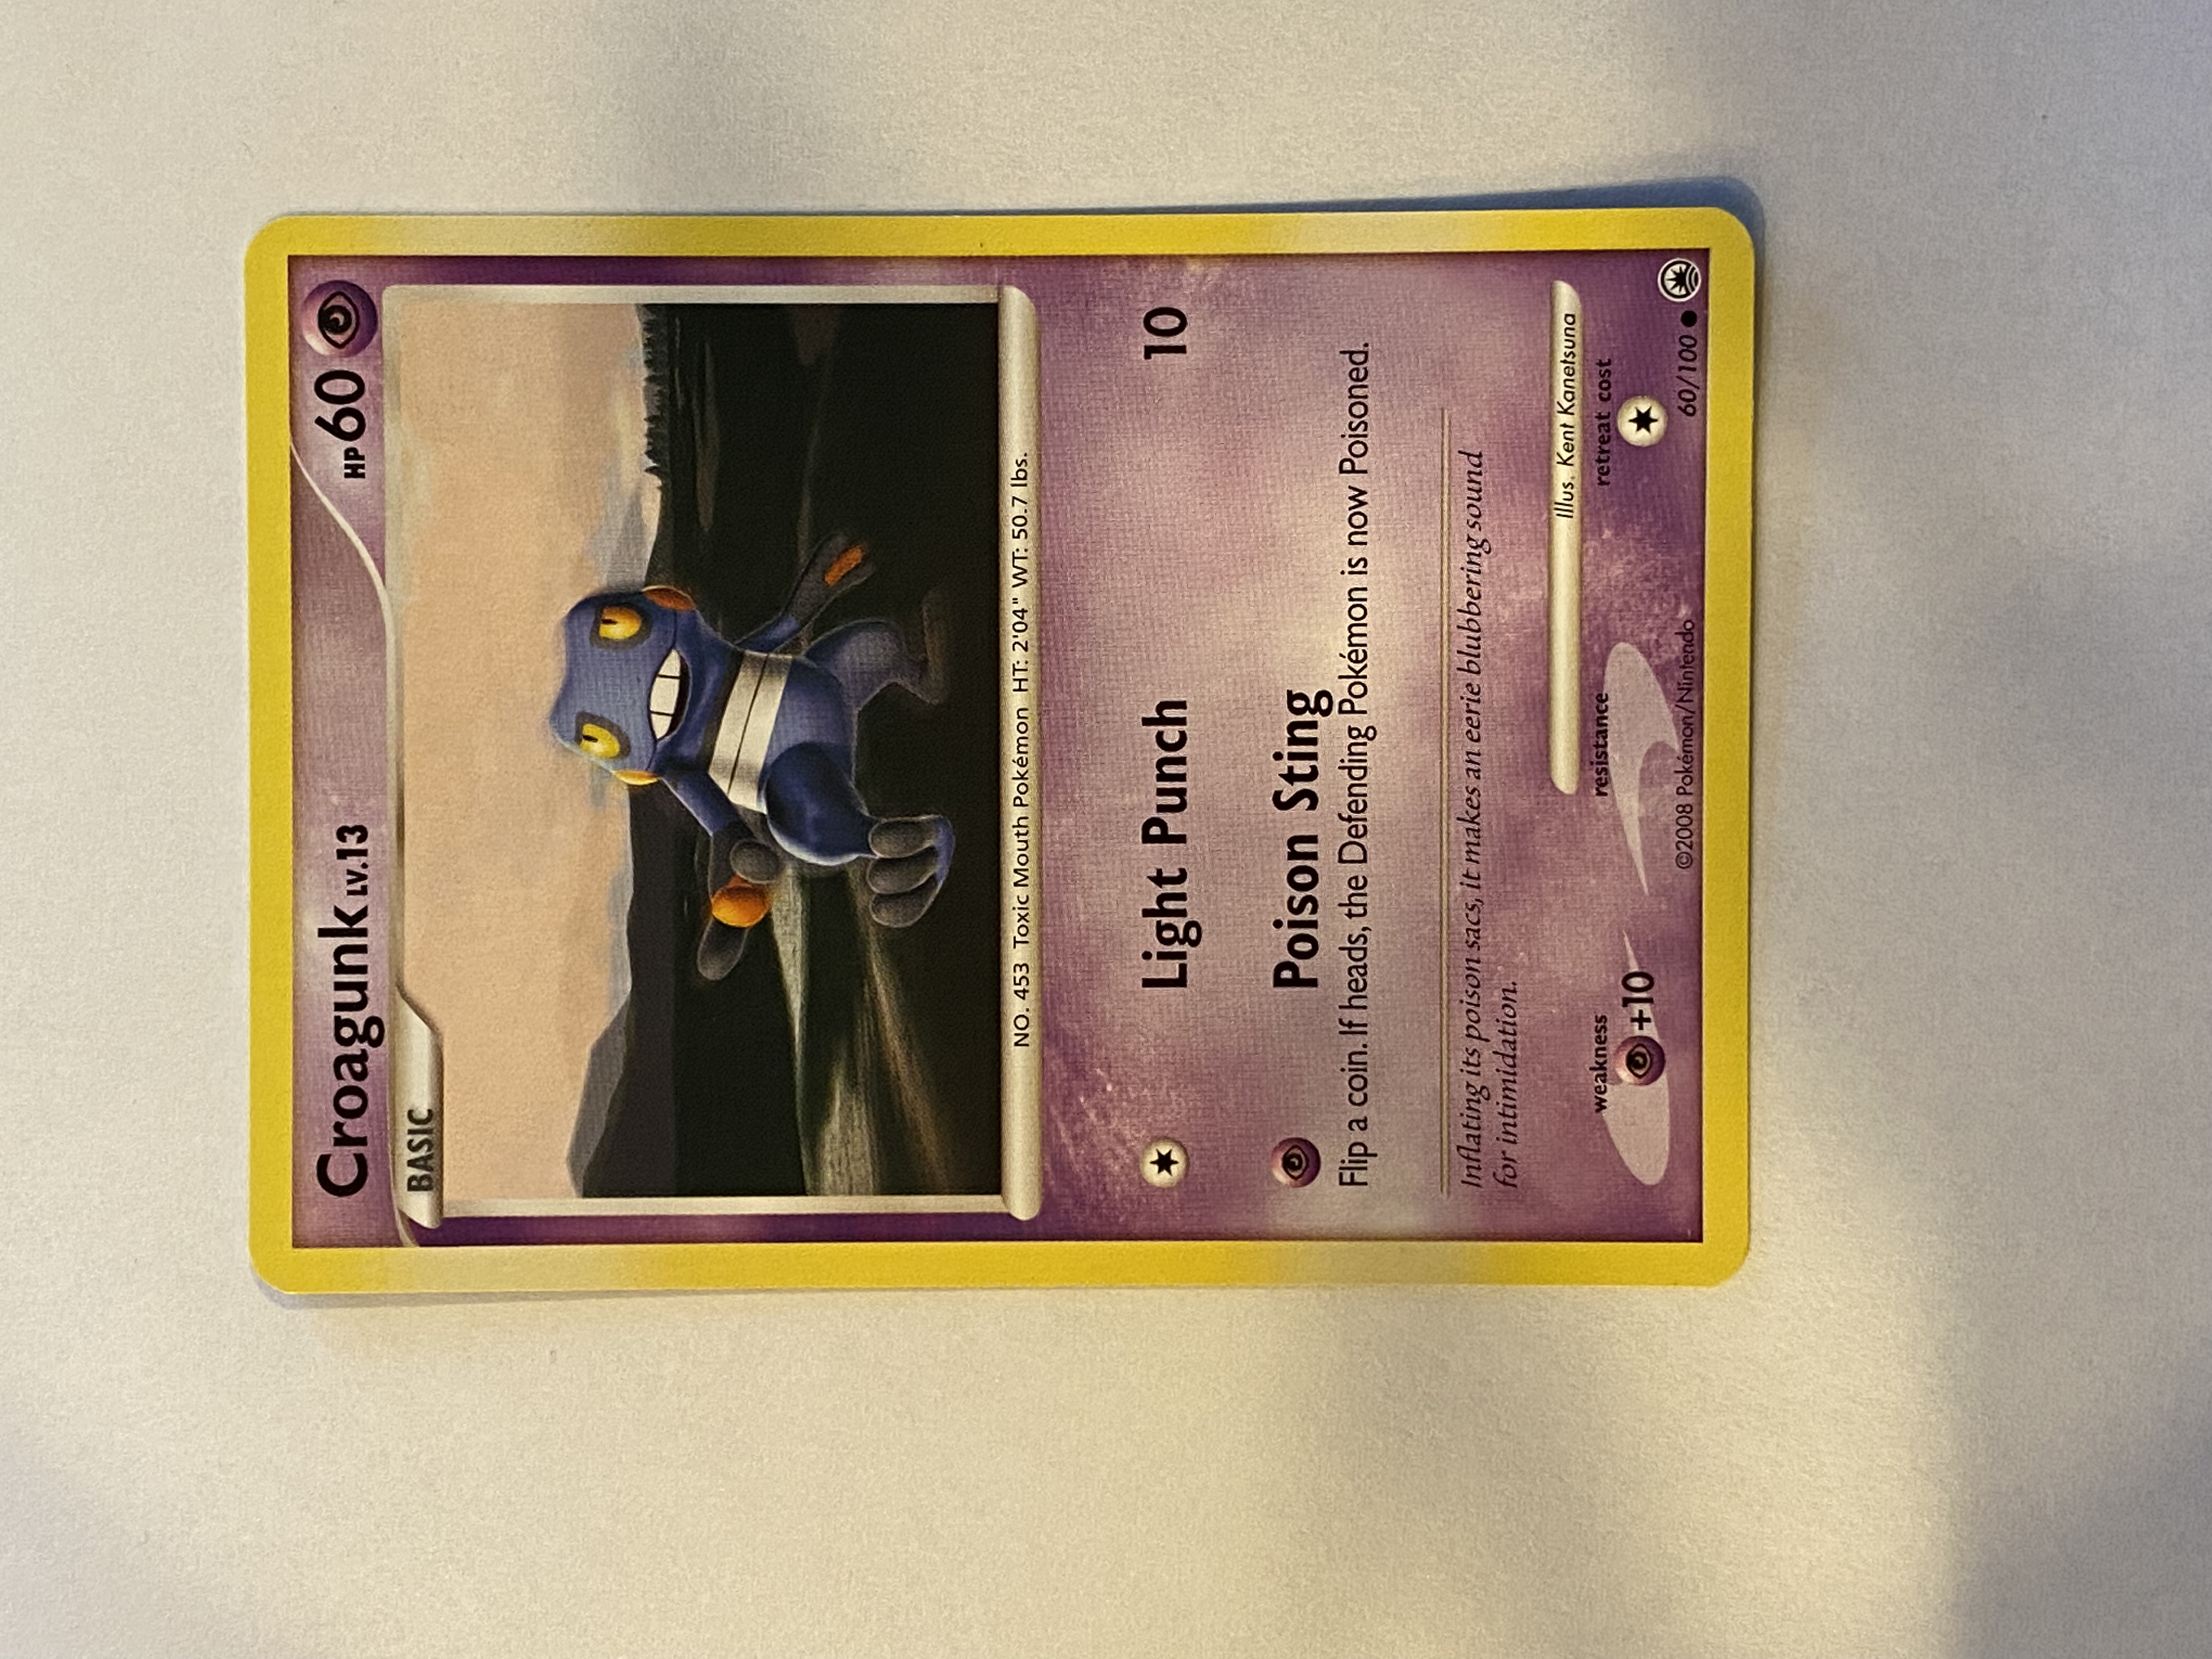 Croagunk LV.13 HP 60
BASIC
NO. 453 Toxic Mouth Pokémon HT: 2'04" WT: 50.7 lbs.
Light Punch 10
Poison Sting
Flip a coin. If heads, the Defending Pokémon is now Poisoned.
Inflating its poison sacs, it makes an eerie blubbering sound
for intimidation.
Illus. Kent Kanetsuna
weakness resistance retreat cost
+10
©2008 Pokémon/Nintendo 60/100